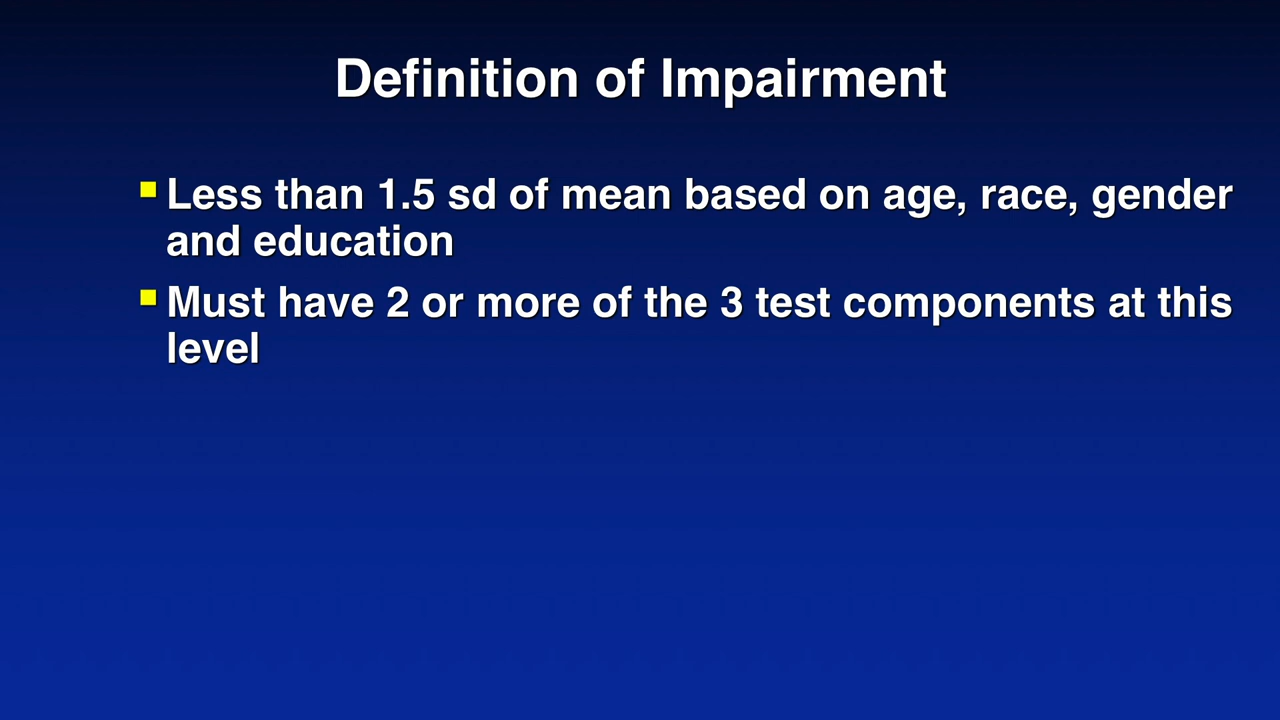 Definition of Impairment
Less than 1.5 sd of mean based on age, race, gender
and education
Must have 2 or more of the 3 test components at this
level